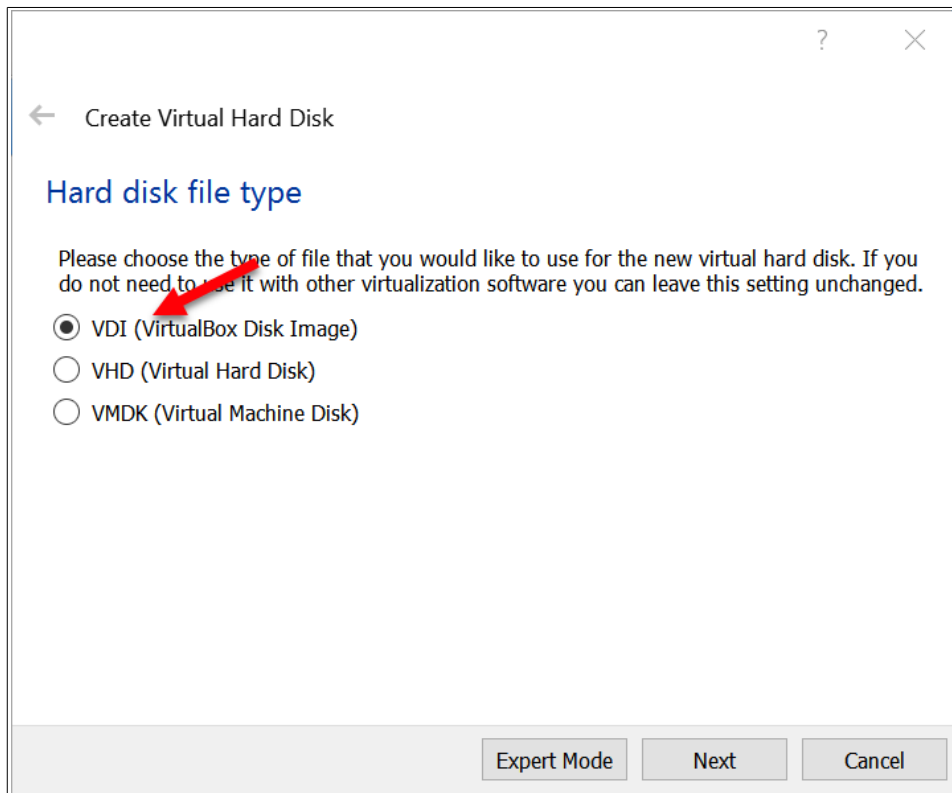 ?
Create Virtual Hard Disk
Hard disk file type
Please choose the type of file that you would like to use for the new virtual hard disk. If you
do not need to use it with other virtualization software you can leave this setting unchanged.
VDI (VirtualBox Disk Image)
VHD (Virtual Hard Disk)
VMDK (Virtual Machine Disk)
Expert Mode Next Cancel